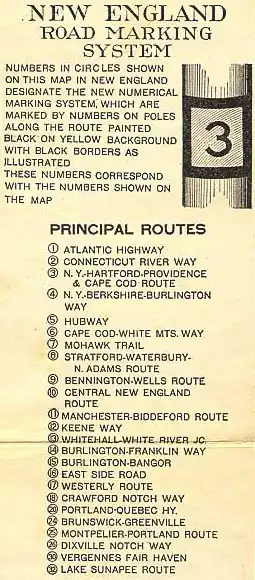 NEW ENGLAND
ROAD MARKING
SYSTEM
NUMBERS IN CIRCLES SHOWN
ON THIS MAP IN NEW ENGLAND
DESIGNATE THE NEW NUMERICAL
MARKING SYSTEM, WHICH ARE
MARKED BY NUMBERS ON POLES
ALONG THE ROUTE PAINTED
BLACK ON YELLOW BACKGROUND
WITH BLACK BORDERS AS
ILLUSTRATED
THESE NUMBERS CORRESPOND
WITH THE NUMBERS SHOWN ON
THE MAP
3
PRINCIPAL ROUTES
1 ATLANTIC HIGHWAY
2 CONNECTICUT RIVER WAY
3 N.Y.-HARTFORD-PROVIDENCE
& CAPE COD ROUTE
4 N.Y.-BERKSHIRE-BURLINGTON
WAY
5 HUBWAY
6 CAPE COD-WHITE MTS. WAY
7 MOHAWK TRAIL
8 STRATFORD-WATERBURY-
N. ADAMS ROUTE
9 BENNINGTON-WELLS ROUTE
10 CENTRAL NEW ENGLAND
ROUTE
11 MANCHESTER-BIDDEFORD ROUTE
12 KEENE WAY
13 WHITEHALL-WHITE RIVER JC.
14 BURLINGTON-FRANKLIN WAY
15 BURLINGTON-BANGOR
16 EAST SIDE ROAD
17 WESTERLY ROUTE
18 CRAWFORD NOTCH WAY
20 PORTLAND-QUEBEC HY.
24 BRUNSWICK-GREENVILLE
25 MONTPELIER-PORTLAND ROUTE
26 DIXVILLE NOTCH WAY
30 VERGENNES FAIR HAVEN
32 LAKE SUNAPEE ROUTE